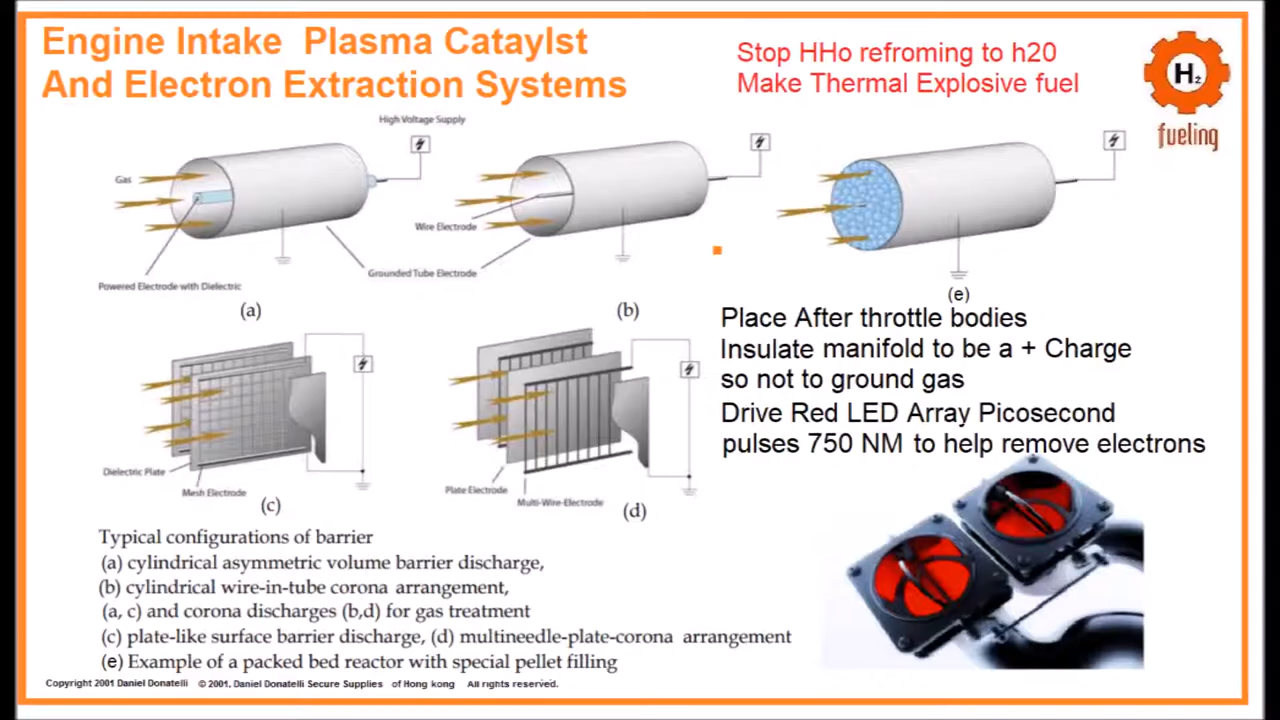 Engine Intake Plasma Cataylst
And Electron Extraction Systems
Stop HHo refroming to h20
Make Thermal Explosive fuel
H2
fueling
High Voltage Supply
Gas
Wire Electrode
Grounded Tube Electrode
Powered Electrode with Dielectric
(a)
(b)
(e)
Place After throttle bodies
Insulate manifold to be a + Charge
so not to ground gas
Drive Red LED Array Picosecond
pulses 750 NM to help remove electrons
Dielectric Plate
Mesh Electrode
(c)
Plate Electrode
Multi-Wire-Electrode
(d)
Typical configurations of barrier
(a) cylindrical asymmetric volume barrier discharge,
(b) cylindrical wire-in-tube corona arrangement,
(a, c) and corona discharges (b,d) for gas treatment
(c) plate-like surface barrier discharge, (d) multineedle-plate-corona arrangement
(e) Example of a packed bed reactor with special pellet filling
Copyright 2001 Daniel Donatelli © 2001, Daniel Donatelli Secure Supplies of Hong kong All rights reserved.